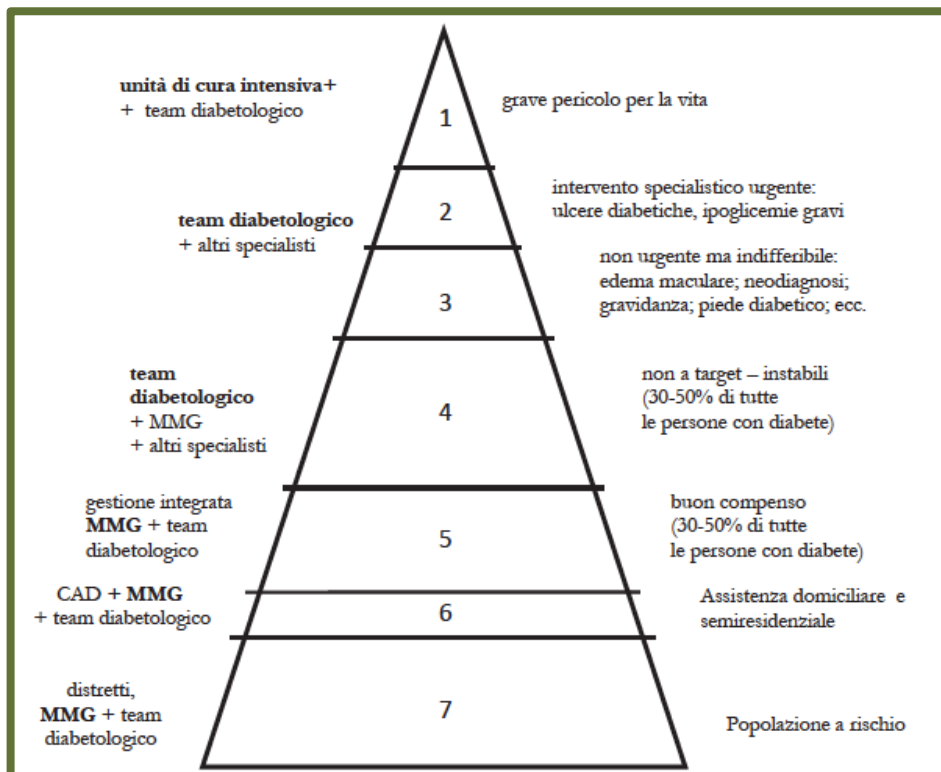 unità di cura intensiva+
+ team diabetologico
1
grave pericolo per la vita
team diabetologico
+ altri specialisti
2
intervento specialistico urgente:
ulcere diabetiche, ipoglicemie gravi
3
non urgente ma indifferibile:
edema maculare; neodiagnosi;
gravidanza; piede diabetico; ecc.
team
diabetologico
+ MMG
+ altri specialisti
4
non a target – instabili
(30-50% di tutte
le persone con diabete)
gestione integrata
MMG + team
diabetologico
5
buon compenso
(30-50% di tutte
le persone con diabete)
CAD + MMG
+ team diabetologico
6
Assistenza domiciliare e
semiresidenziale
distretti,
MMG + team
diabetologico
7
Popolazione a rischio